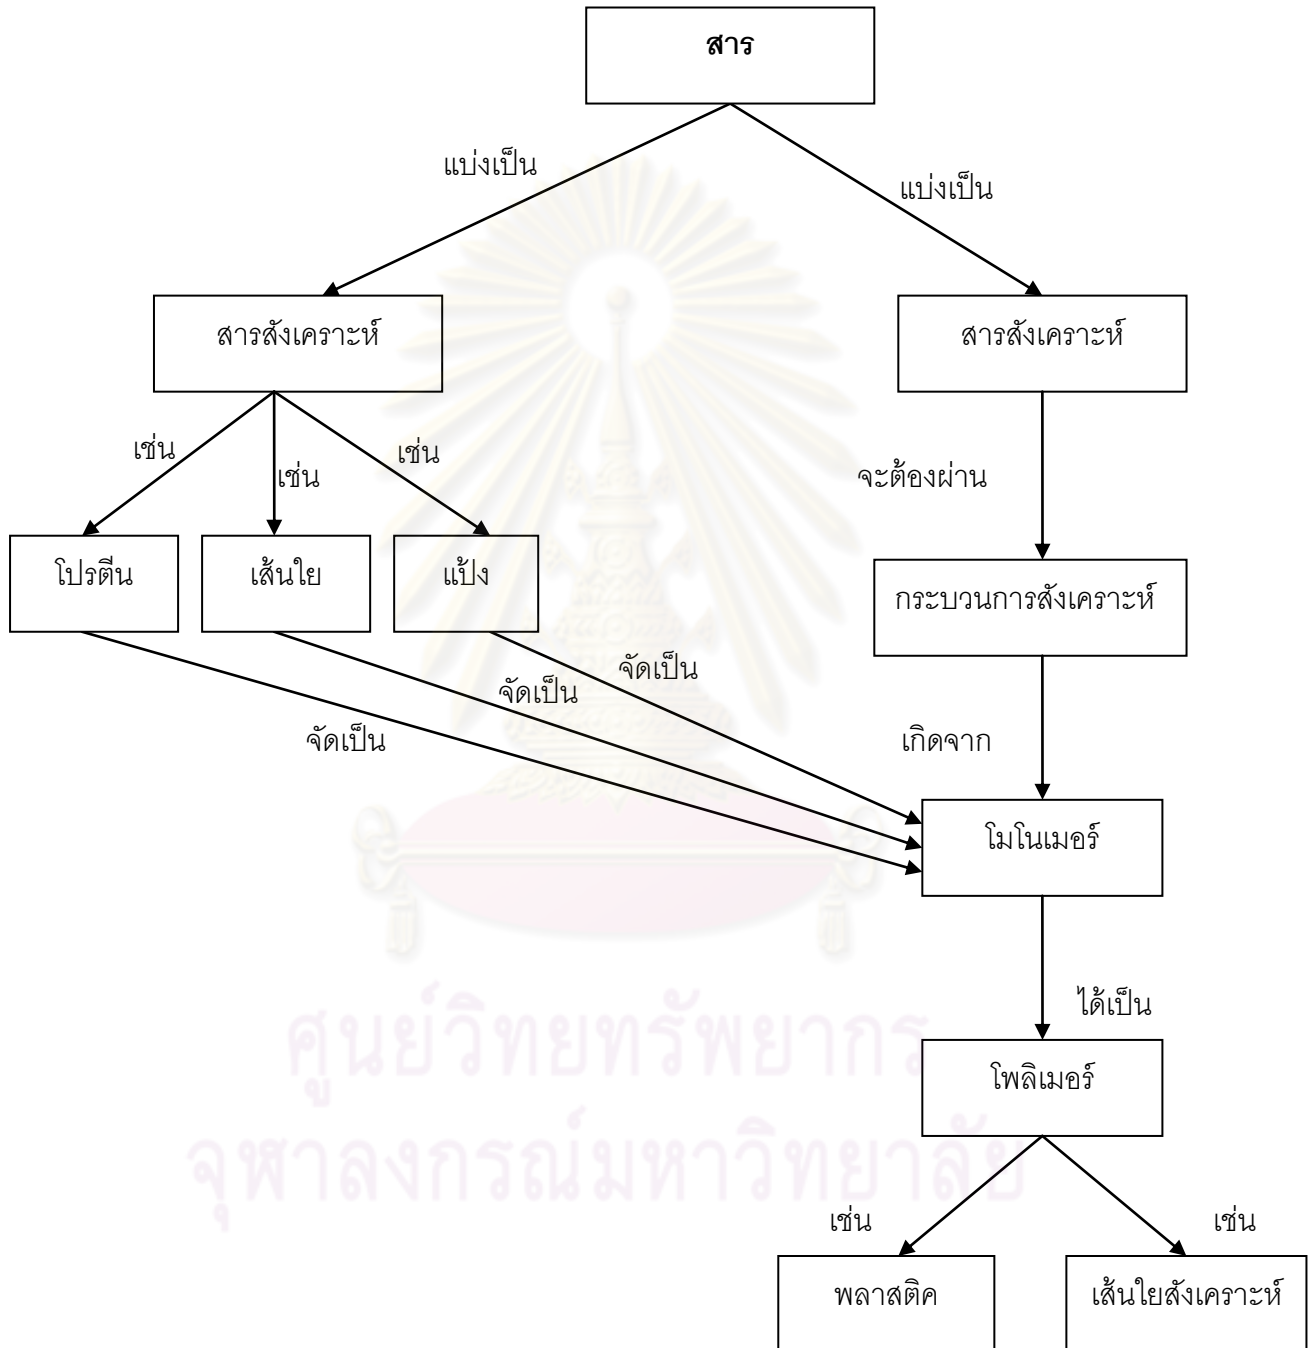 สาร
แบ่งเป็น
แบ่งเป็น
สารสังเคราะห์
สารสังเคราะห์
เช่น
เช่น
เช่น
จะต้องผ่าน
โปรตีน
เส้นใย
แป้ง
กระบวนการสังเคราะห์
จัดเป็น
จัดเป็น
จัดเป็น
เกิดจาก
โมโนเมอร์
ได้เป็น
โพลิเมอร์
เช่น
เช่น
พลาสติค
เส้นใยสังเคราะห์
ศูนย์วิทยทรัพยากร
จุฬาลงกรณ์มหาวิทยาลัย